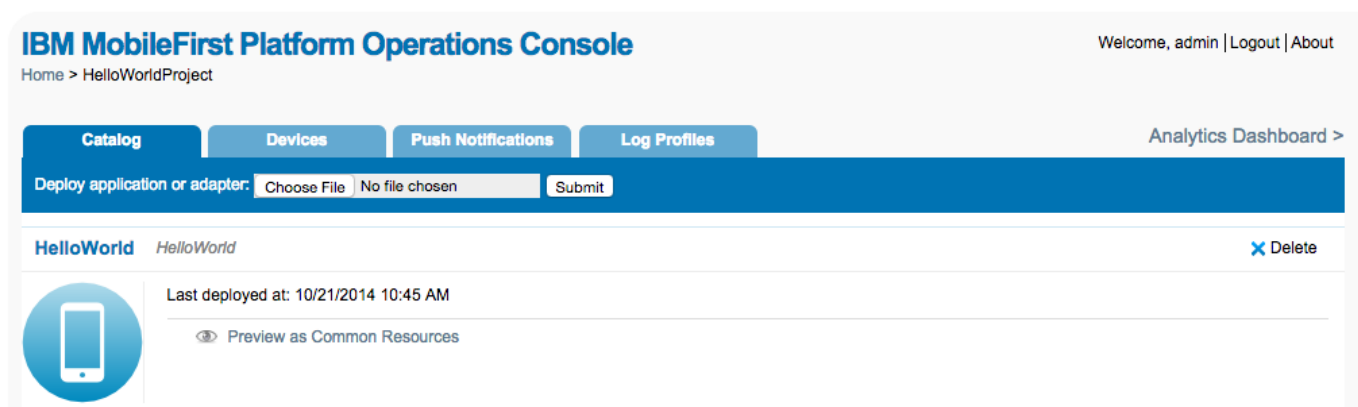 IBM MobileFirst Platform Operations Console
Welcome, admin | Logout | About
Home > HelloWorldProject
Catalog Devices Push Notifications Log Profiles Analytics Dashboard >
Deploy application or adapter: Choose File No file chosen Submit
HelloWorld HelloWorld Delete
Last deployed at: 10/21/2014 10:45 AM
Preview as Common Resources